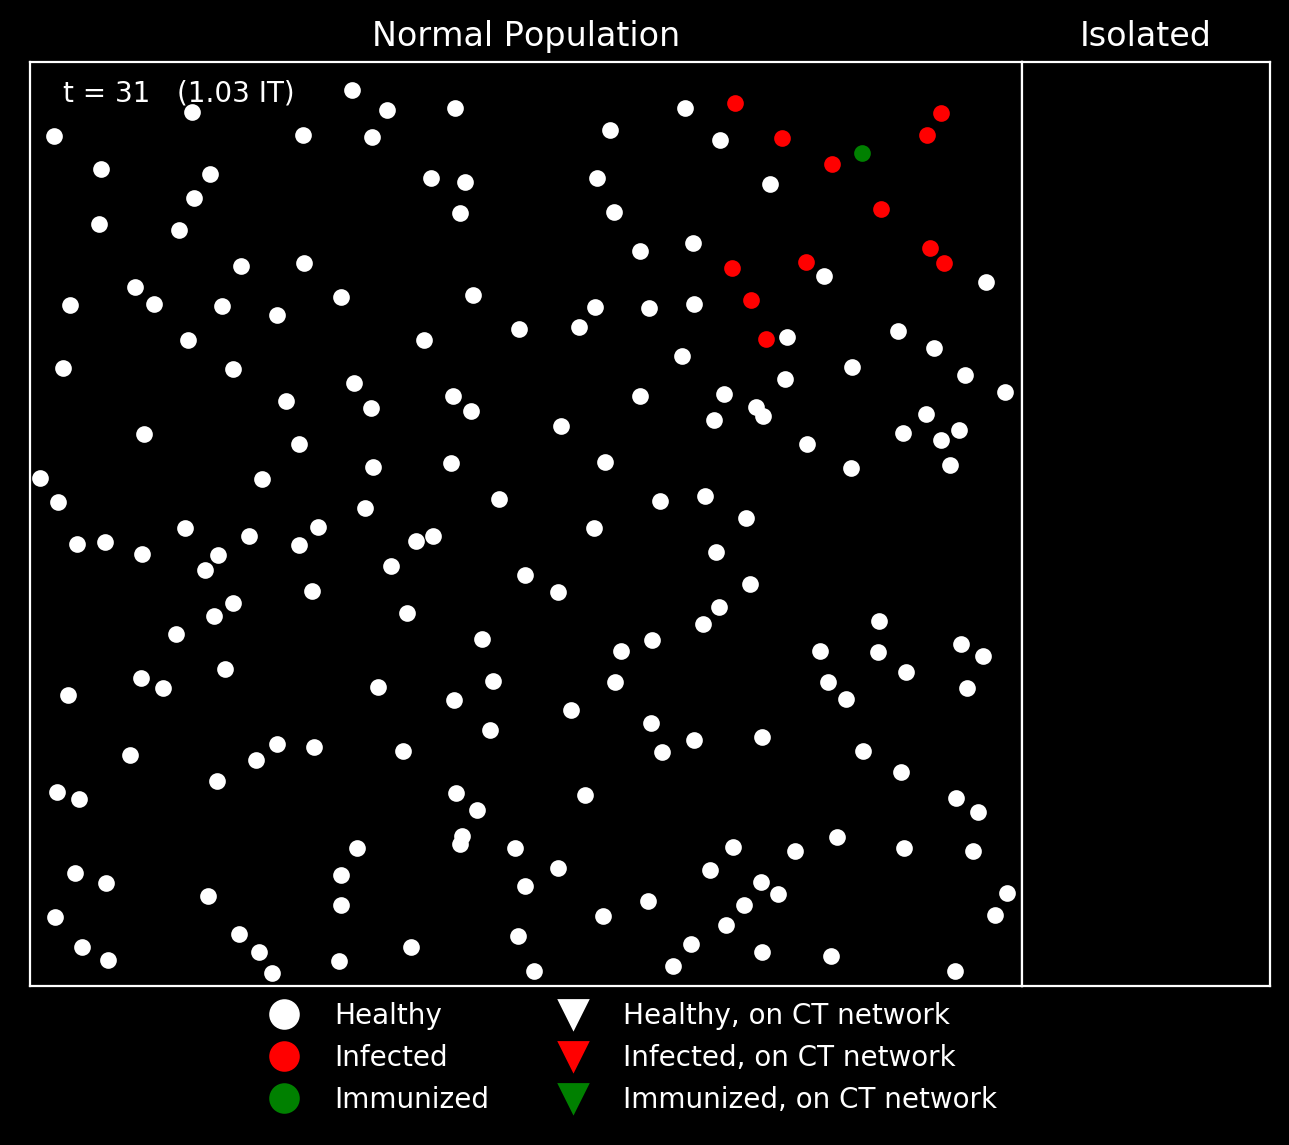 Normal Population
Isolated
t = 31   (1.03 IT)
Healthy
Infected
Immunized
Healthy, on CT network
Infected, on CT network
Immunized, on CT network